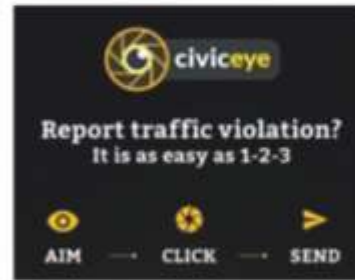 civiceye
Report traffic violation?
It is as easy as 1-2-3
AIM → CLICK → SEND